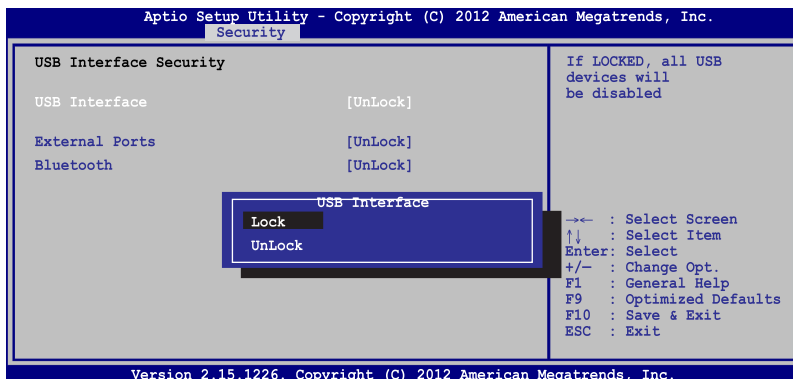 Aptio Setup Utility - Copyright (C) 2012 American Megatrends, Inc.
Security
USB Interface Security
USB Interface [UnLock]
External Ports [UnLock]
Bluetooth [UnLock]
USB Interface
Lock
UnLock
If LOCKED, all USB
devices will
be disabled
→← : Select Screen
↑↓ : Select Item
Enter: Select
+/— : Change Opt.
F1 : General Help
F9 : Optimized Defaults
F10 : Save & Exit
ESC : Exit
Version 2.15.1226. Copyright (C) 2012 American Megatrends, Inc.